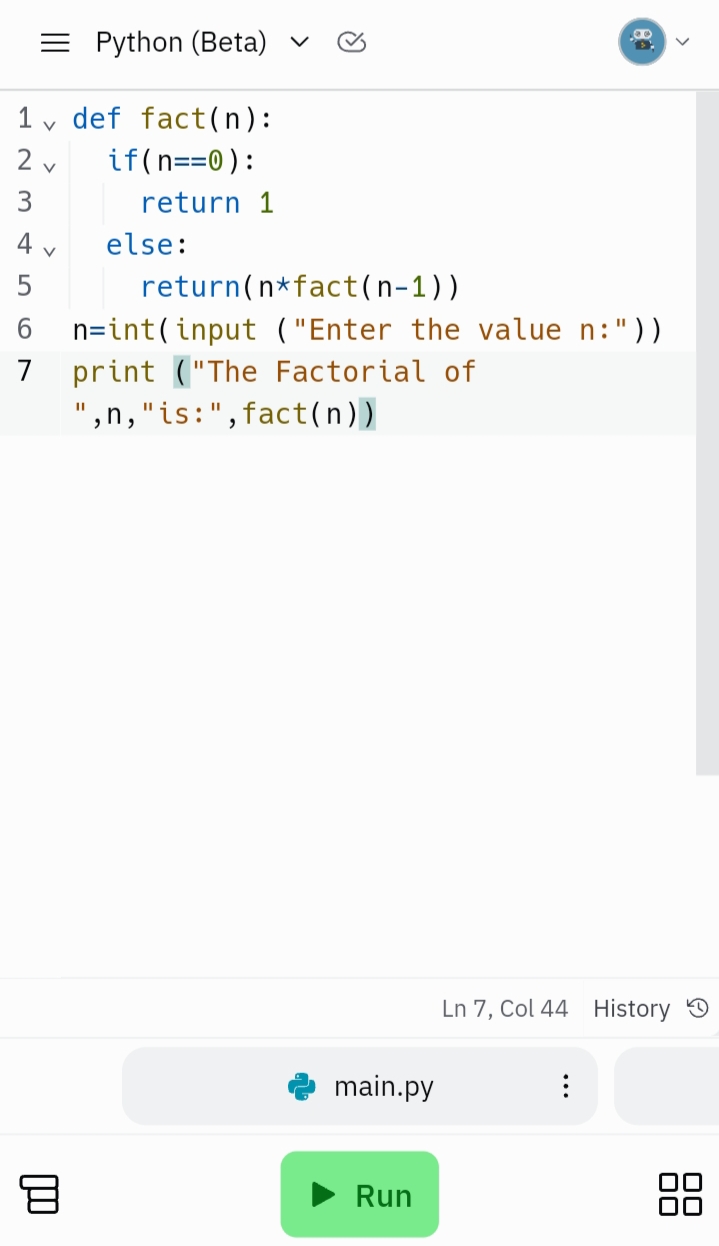 Python (Beta)
1 def fact(n):
2   if(n==0):
3     return 1
4   else:
5     return(n*fact(n-1))
6 n=int(input ("Enter the value n:"))
7 print ("The Factorial of
",n,"is:",fact(n))
Ln 7, Col 44 History
main.py
Run